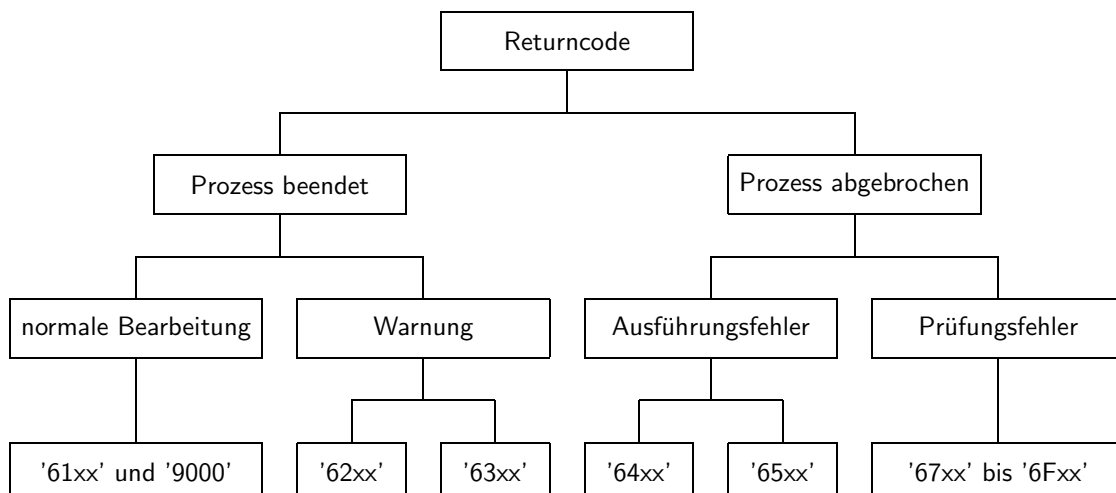 Returncode
Prozess beendet
Prozess abgebrochen
normale Bearbeitung
Warnung
Ausführungsfehler
Prüfungsfehler
'61xx' und '9000'
'62xx'
'63xx'
'64xx'
'65xx'
'67xx' bis '6Fxx'